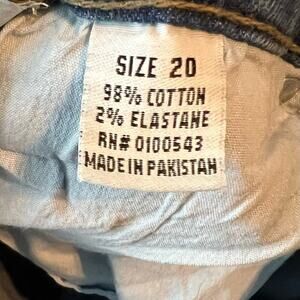 SIZE 20
98% COTTON
2% ELASTANE
RN# 0100543
MADE IN PAKISTAN